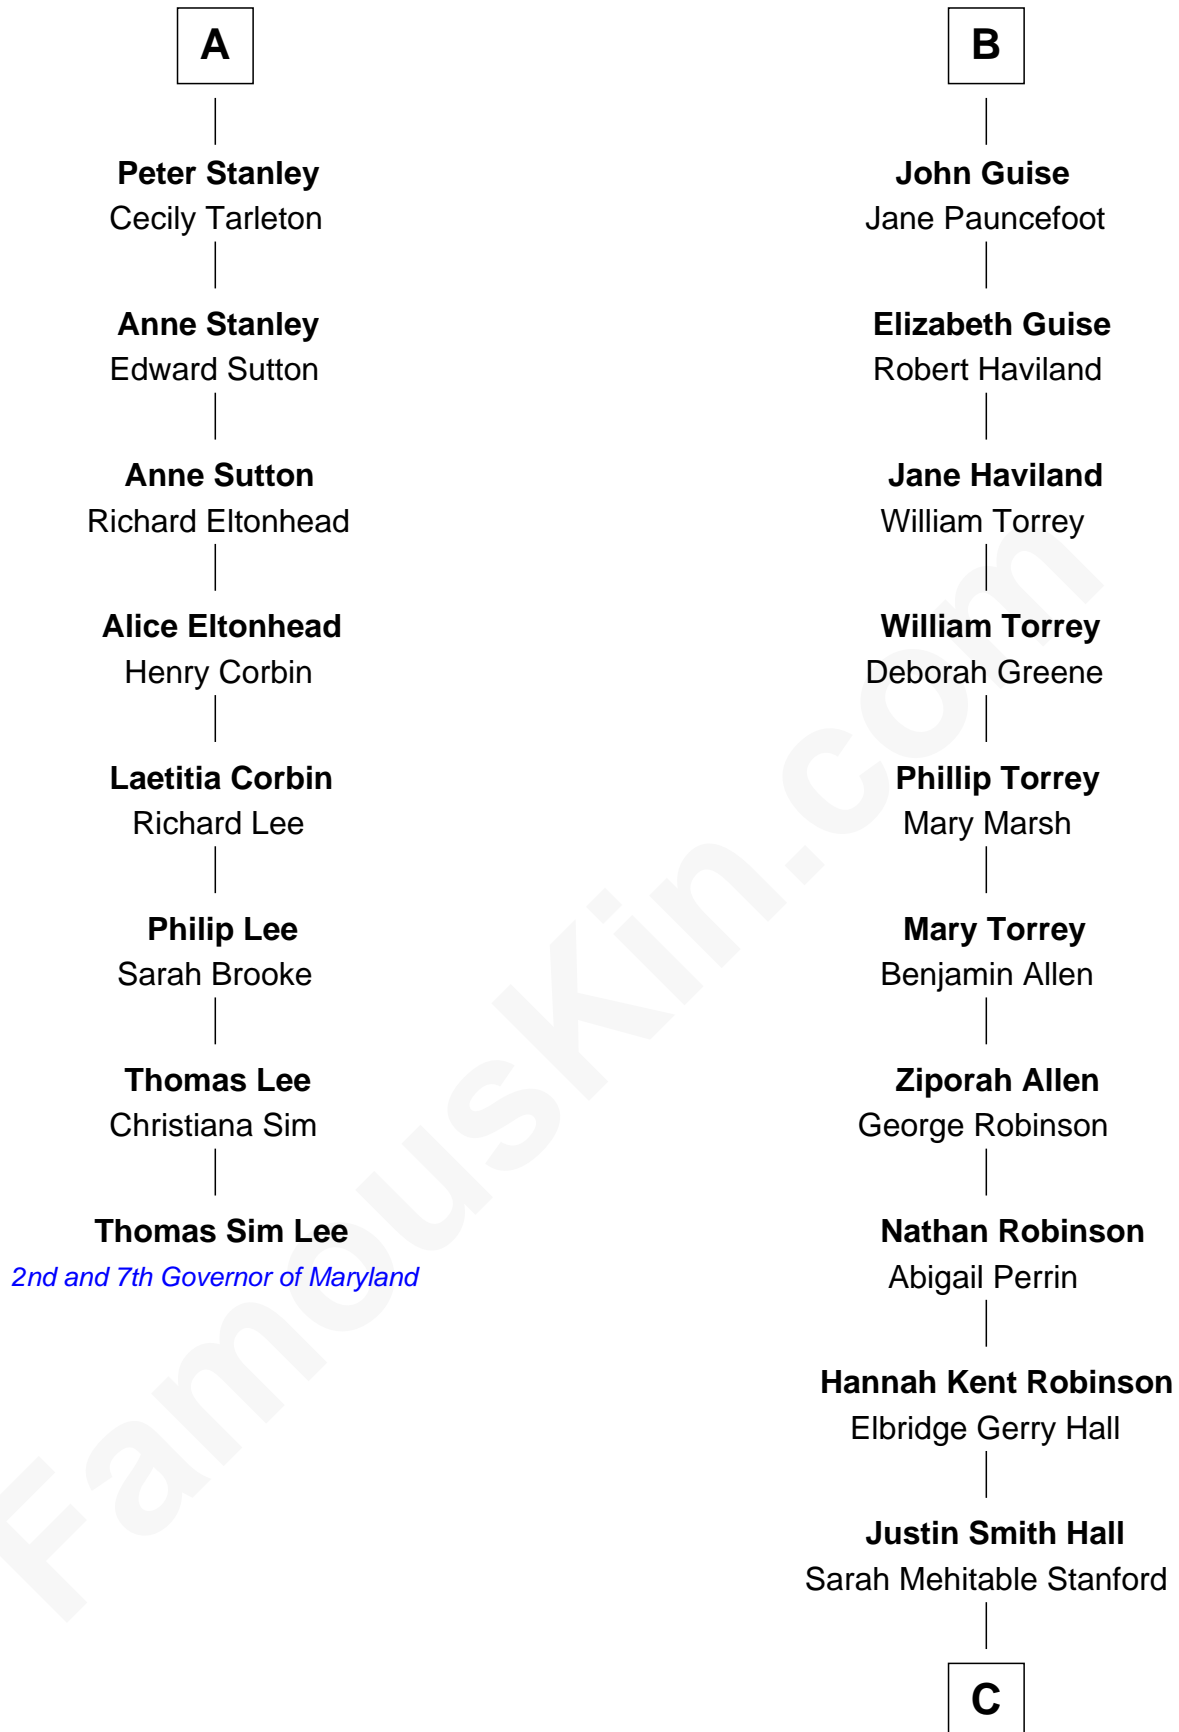 A
Peter Stanley
Cecily Tarleton
Anne Stanley
Edward Sutton
Anne Sutton
Richard Eltonhead
Alice Eltonhead
Henry Corbin
Laetitia Corbin
Richard Lee
Philip Lee
Sarah Brooke
Thomas Lee
Christiana Sim
Thomas Sim Lee
2nd and 7th Governor of Maryland
B
John Guise
Jane Pauncefoot
Elizabeth Guise
Robert Haviland
Jane Haviland
William Torrey
William Torrey
Deborah Greene
Phillip Torrey
Mary Marsh
Mary Torrey
Benjamin Allen
Ziporah Allen
George Robinson
Nathan Robinson
Abigail Perrin
Hannah Kent Robinson
Elbridge Gerry Hall
Justin Smith Hall
Sarah Mehitable Stanford
C
FamousKin.com